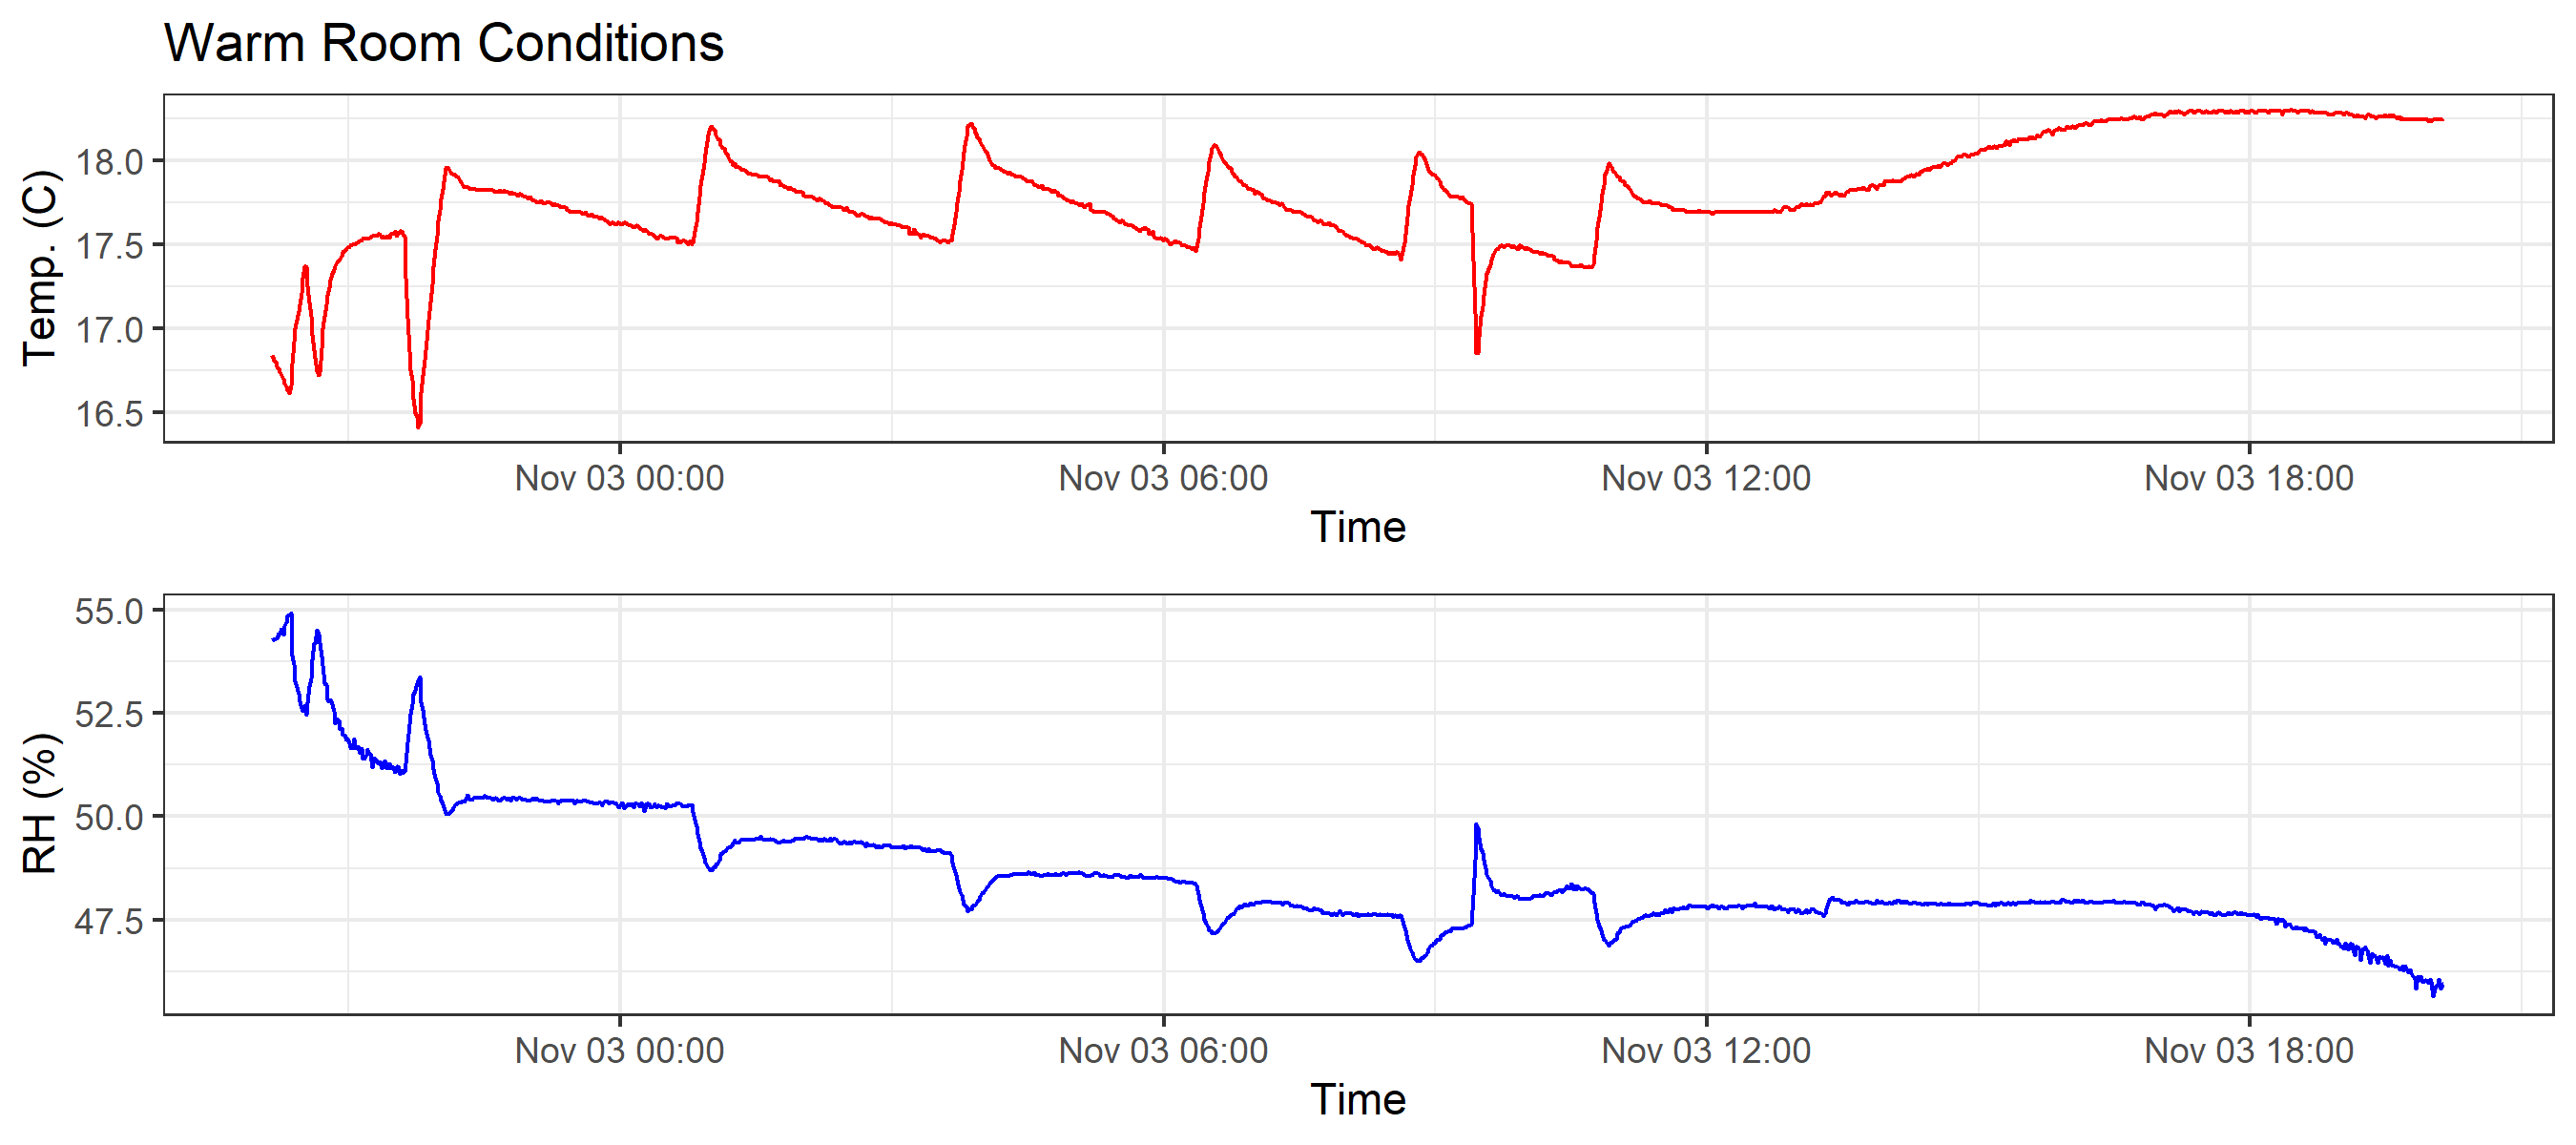 Warm Room Conditions
Temp. (C)
18.0
17.5
17.0
16.5
Nov 03 00:00 Nov 03 06:00 Nov 03 12:00 Nov 03 18:00
Time
RH (%)
55.0
52.5
50.0
47.5
Nov 03 00:00 Nov 03 06:00 Nov 03 12:00 Nov 03 18:00
Time